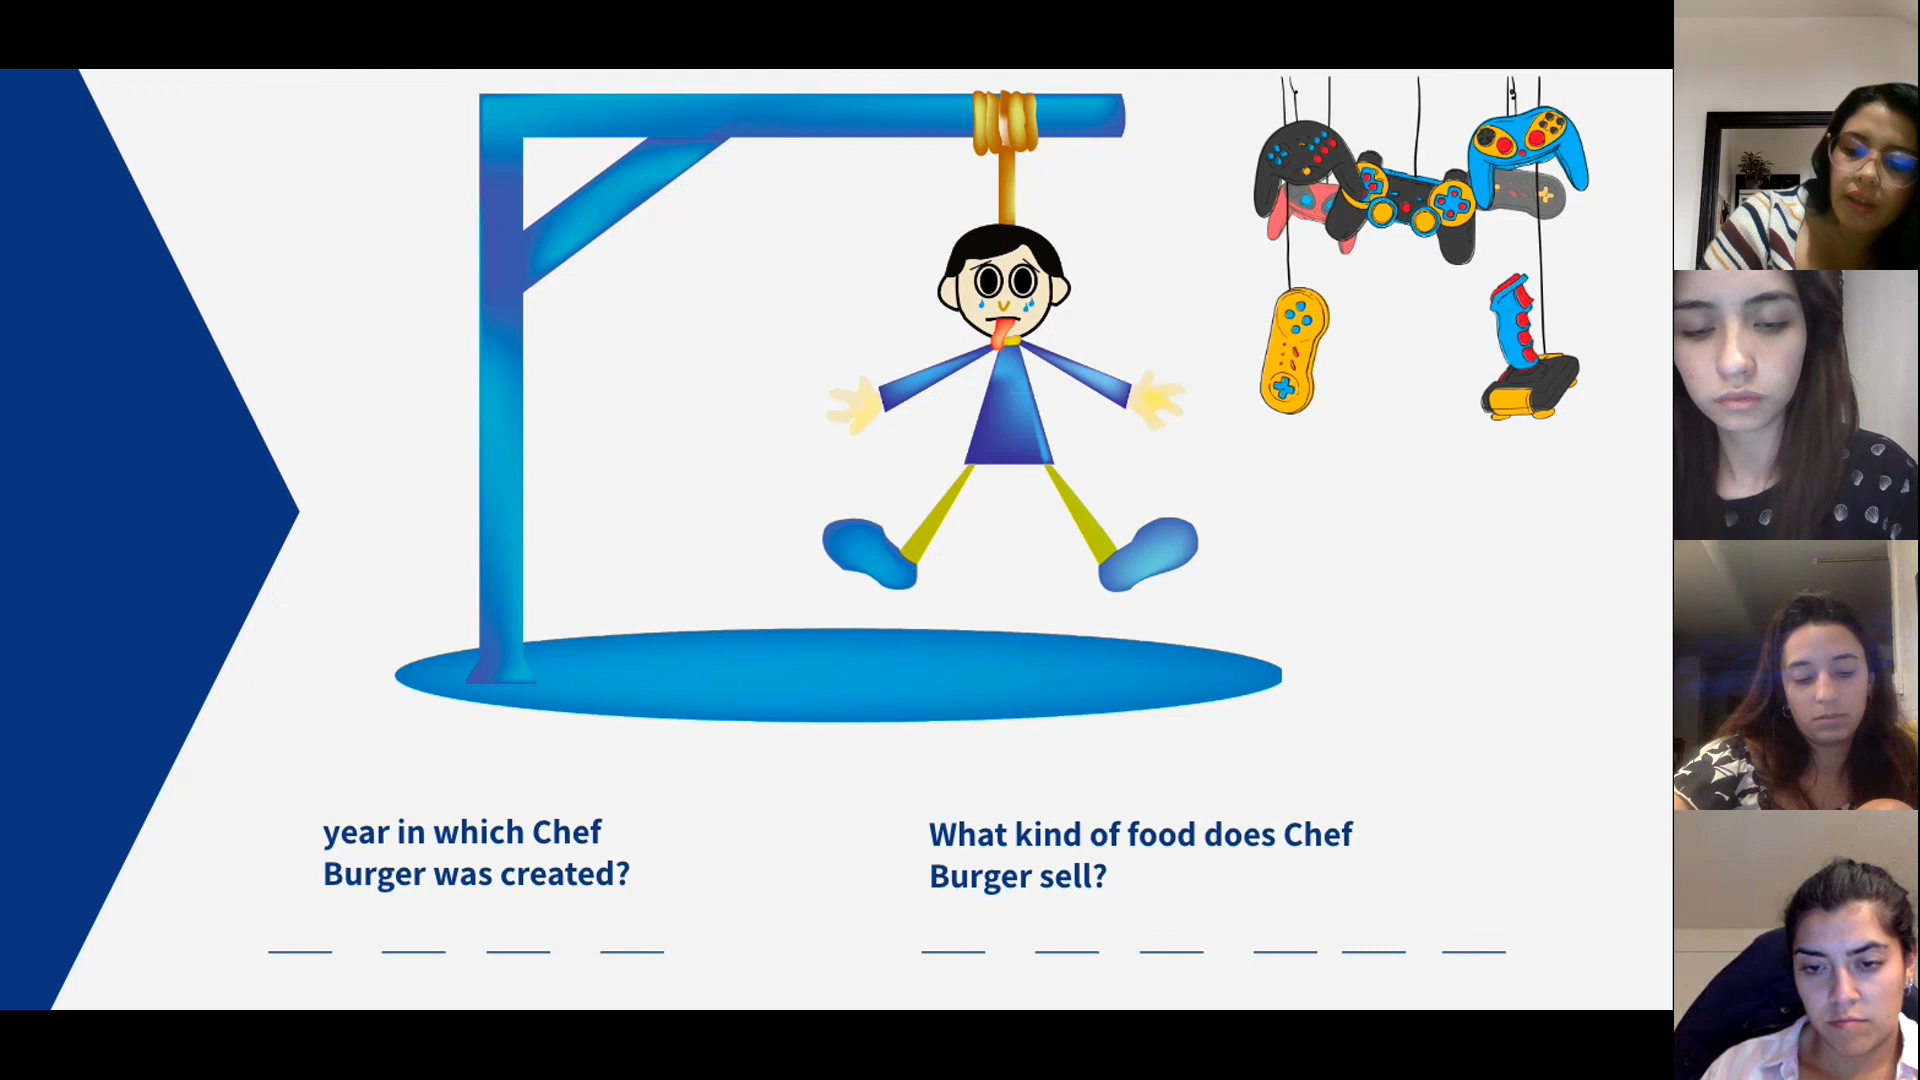 year in which Chef
Burger was created?
What kind of food does Chef
Burger sell?